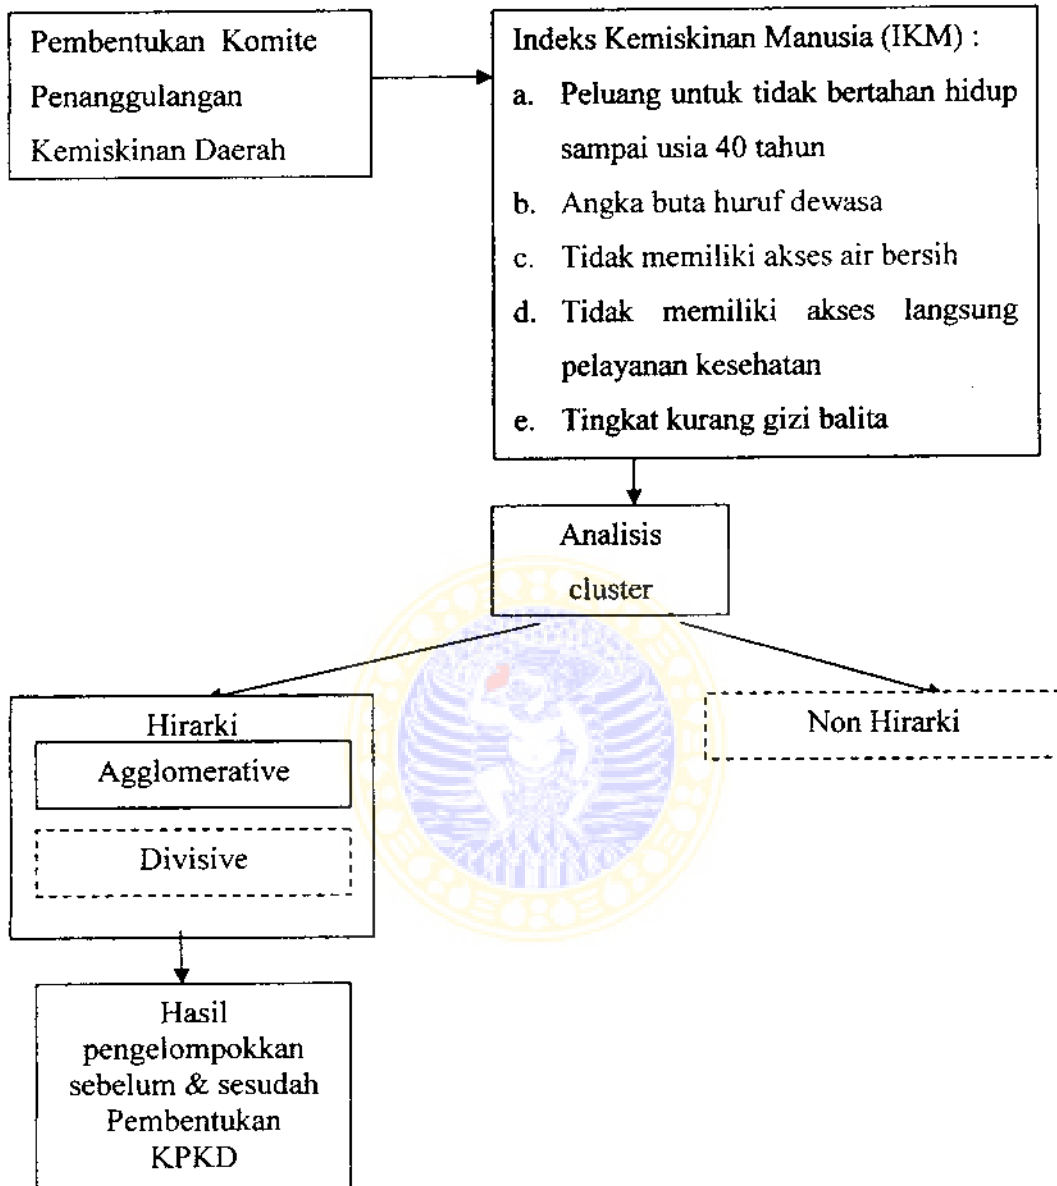 Pembentukan Komite
Penanggulangan
Kemiskinan Daerah
Indeks Kemiskinan Manusia (IKM) :
a. Peluang untuk tidak bertahan hidup
sampai usia 40 tahun
b. Angka buta huruf dewasa
c. Tidak memiliki akses air bersih
d. Tidak memiliki akses langsung
pelayanan kesehatan
e. Tingkat kurang gizi balita
Analisis
cluster
Hirarki
Agglomerative
Divisive
Non Hirarki
Hasil
pengelompokkan
sebelum & sesudah
Pembentukan
KPKD